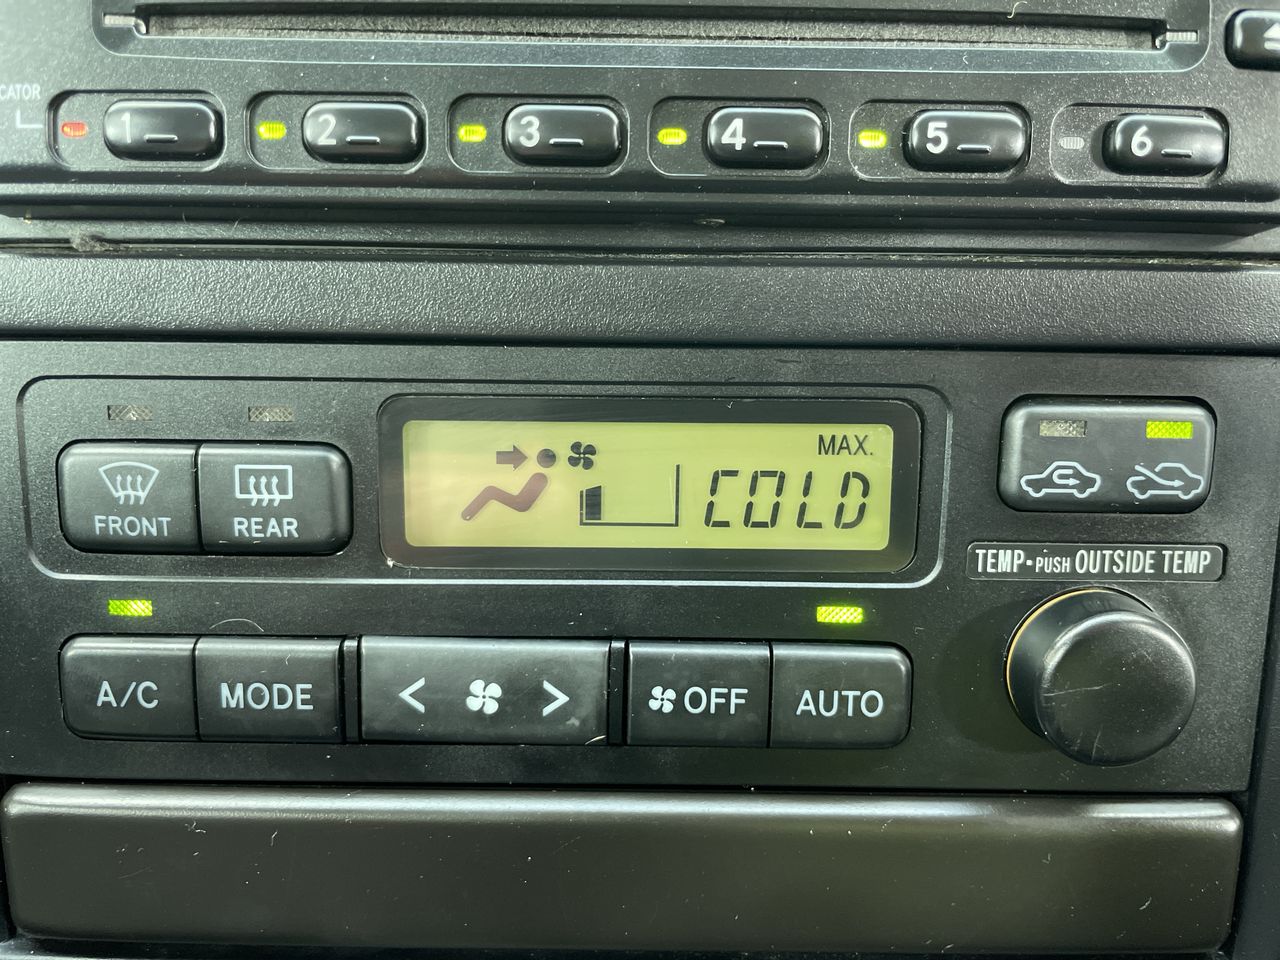 CATOR
1 2 3 4 5 6
MAX.
COLD
FRONT REAR
TEMP-PUSH OUTSIDE TEMP
A/C MODE < > OFF AUTO